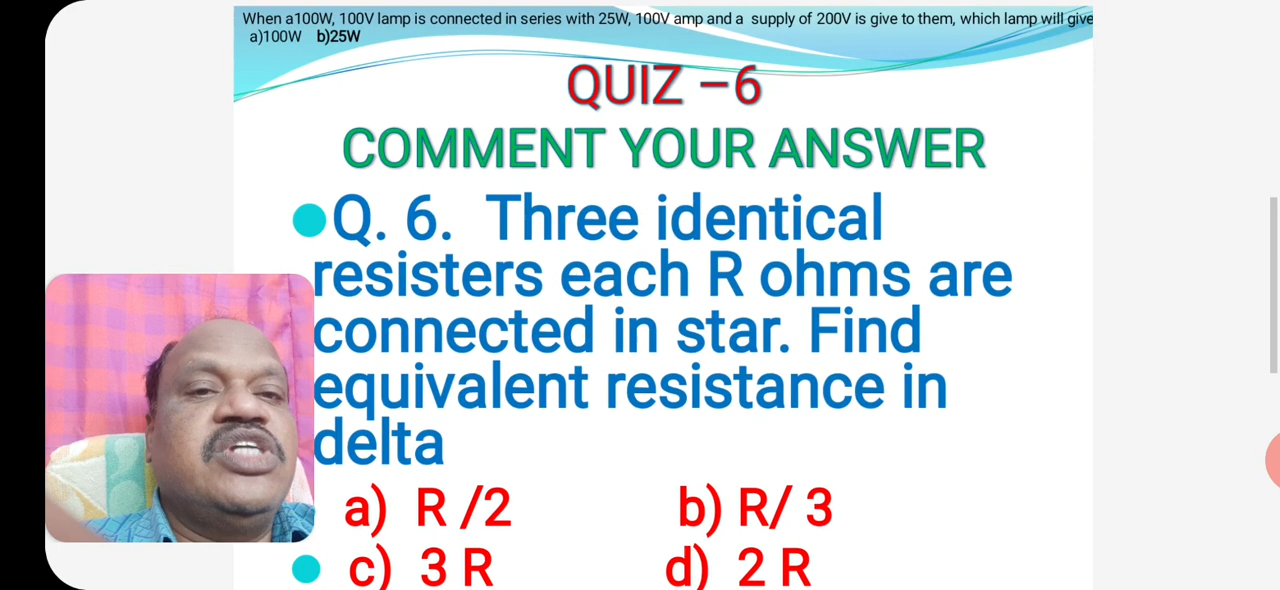 When a100W, 100V lamp is connected in series with 25W, 100V amp and a supply of 200V is give to them, which lamp will give
a)100W b)25W
QUIZ –6
COMMENT YOUR ANSWER
Q. 6. Three identical
resisters each R ohms are
connected in star. Find
equivalent resistance in
delta
a) R /2 b) R/ 3
c) 3 R d) 2 R